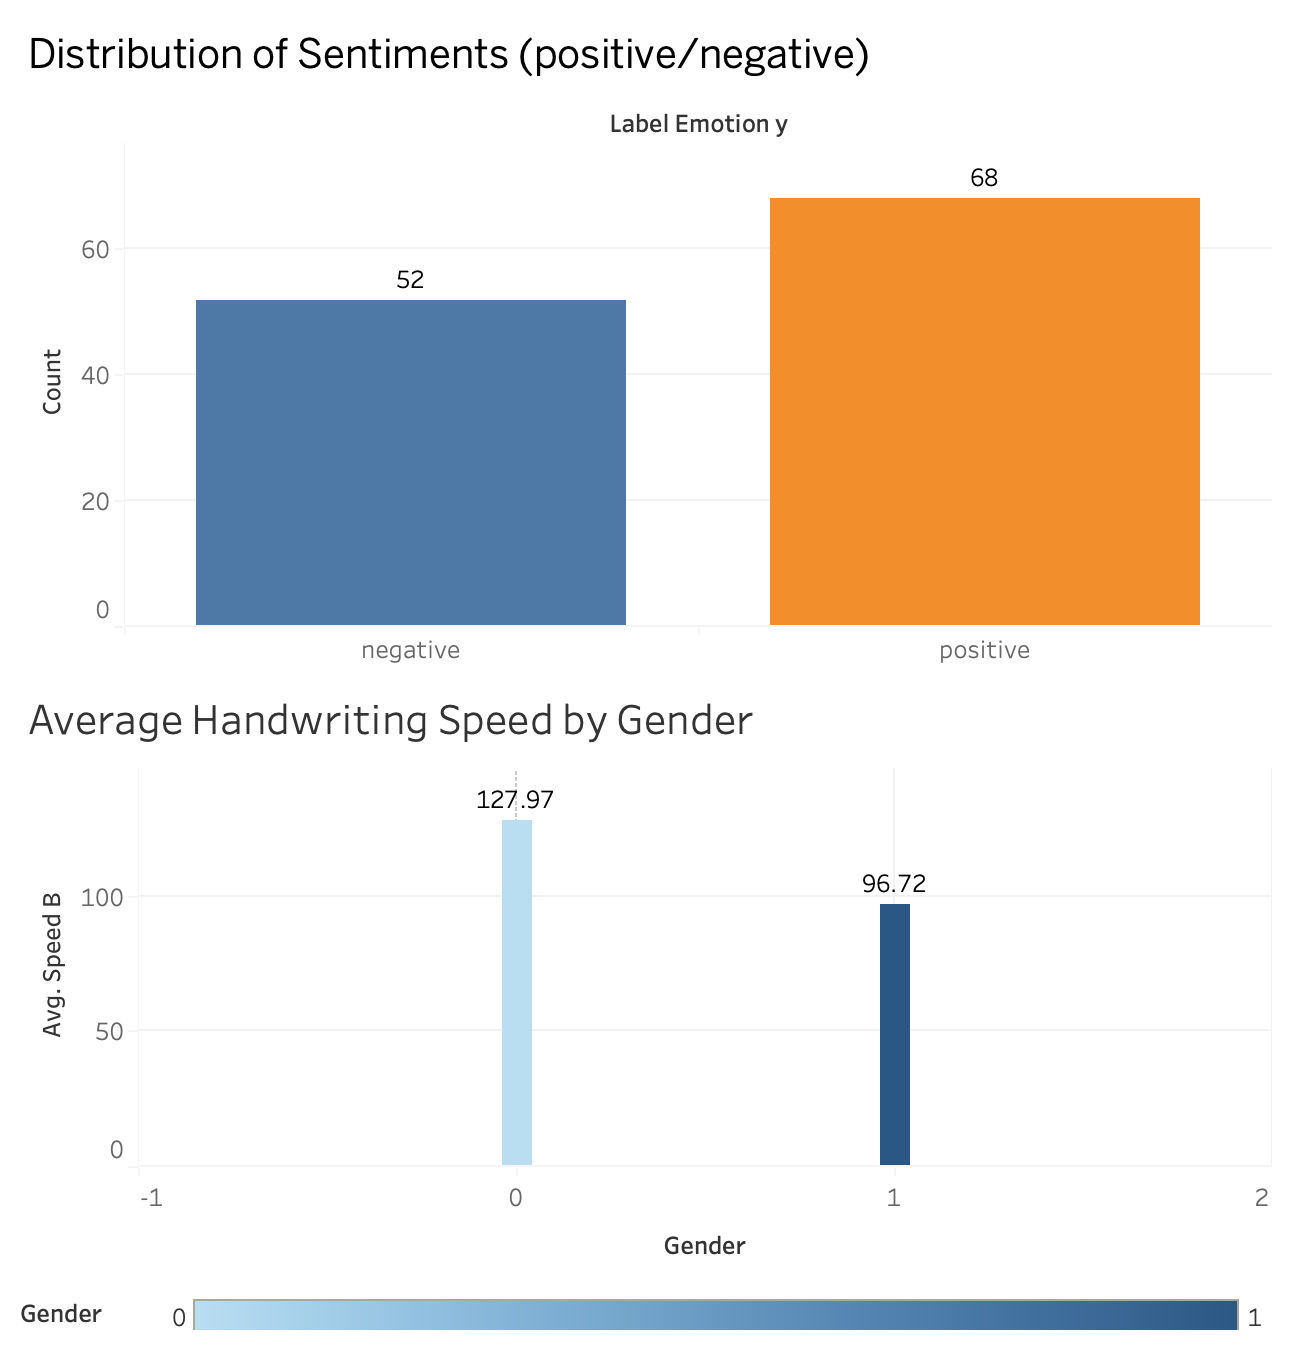 Distribution of Sentiments (positive/negative)
Label Emotion y
68
60
52
40
Count
20
0
negative positive
Average Handwriting Speed by Gender
127.97
96.72
100
Avg. Speed B
50
0
-1 0 1 2
Gender
Gender 0 1